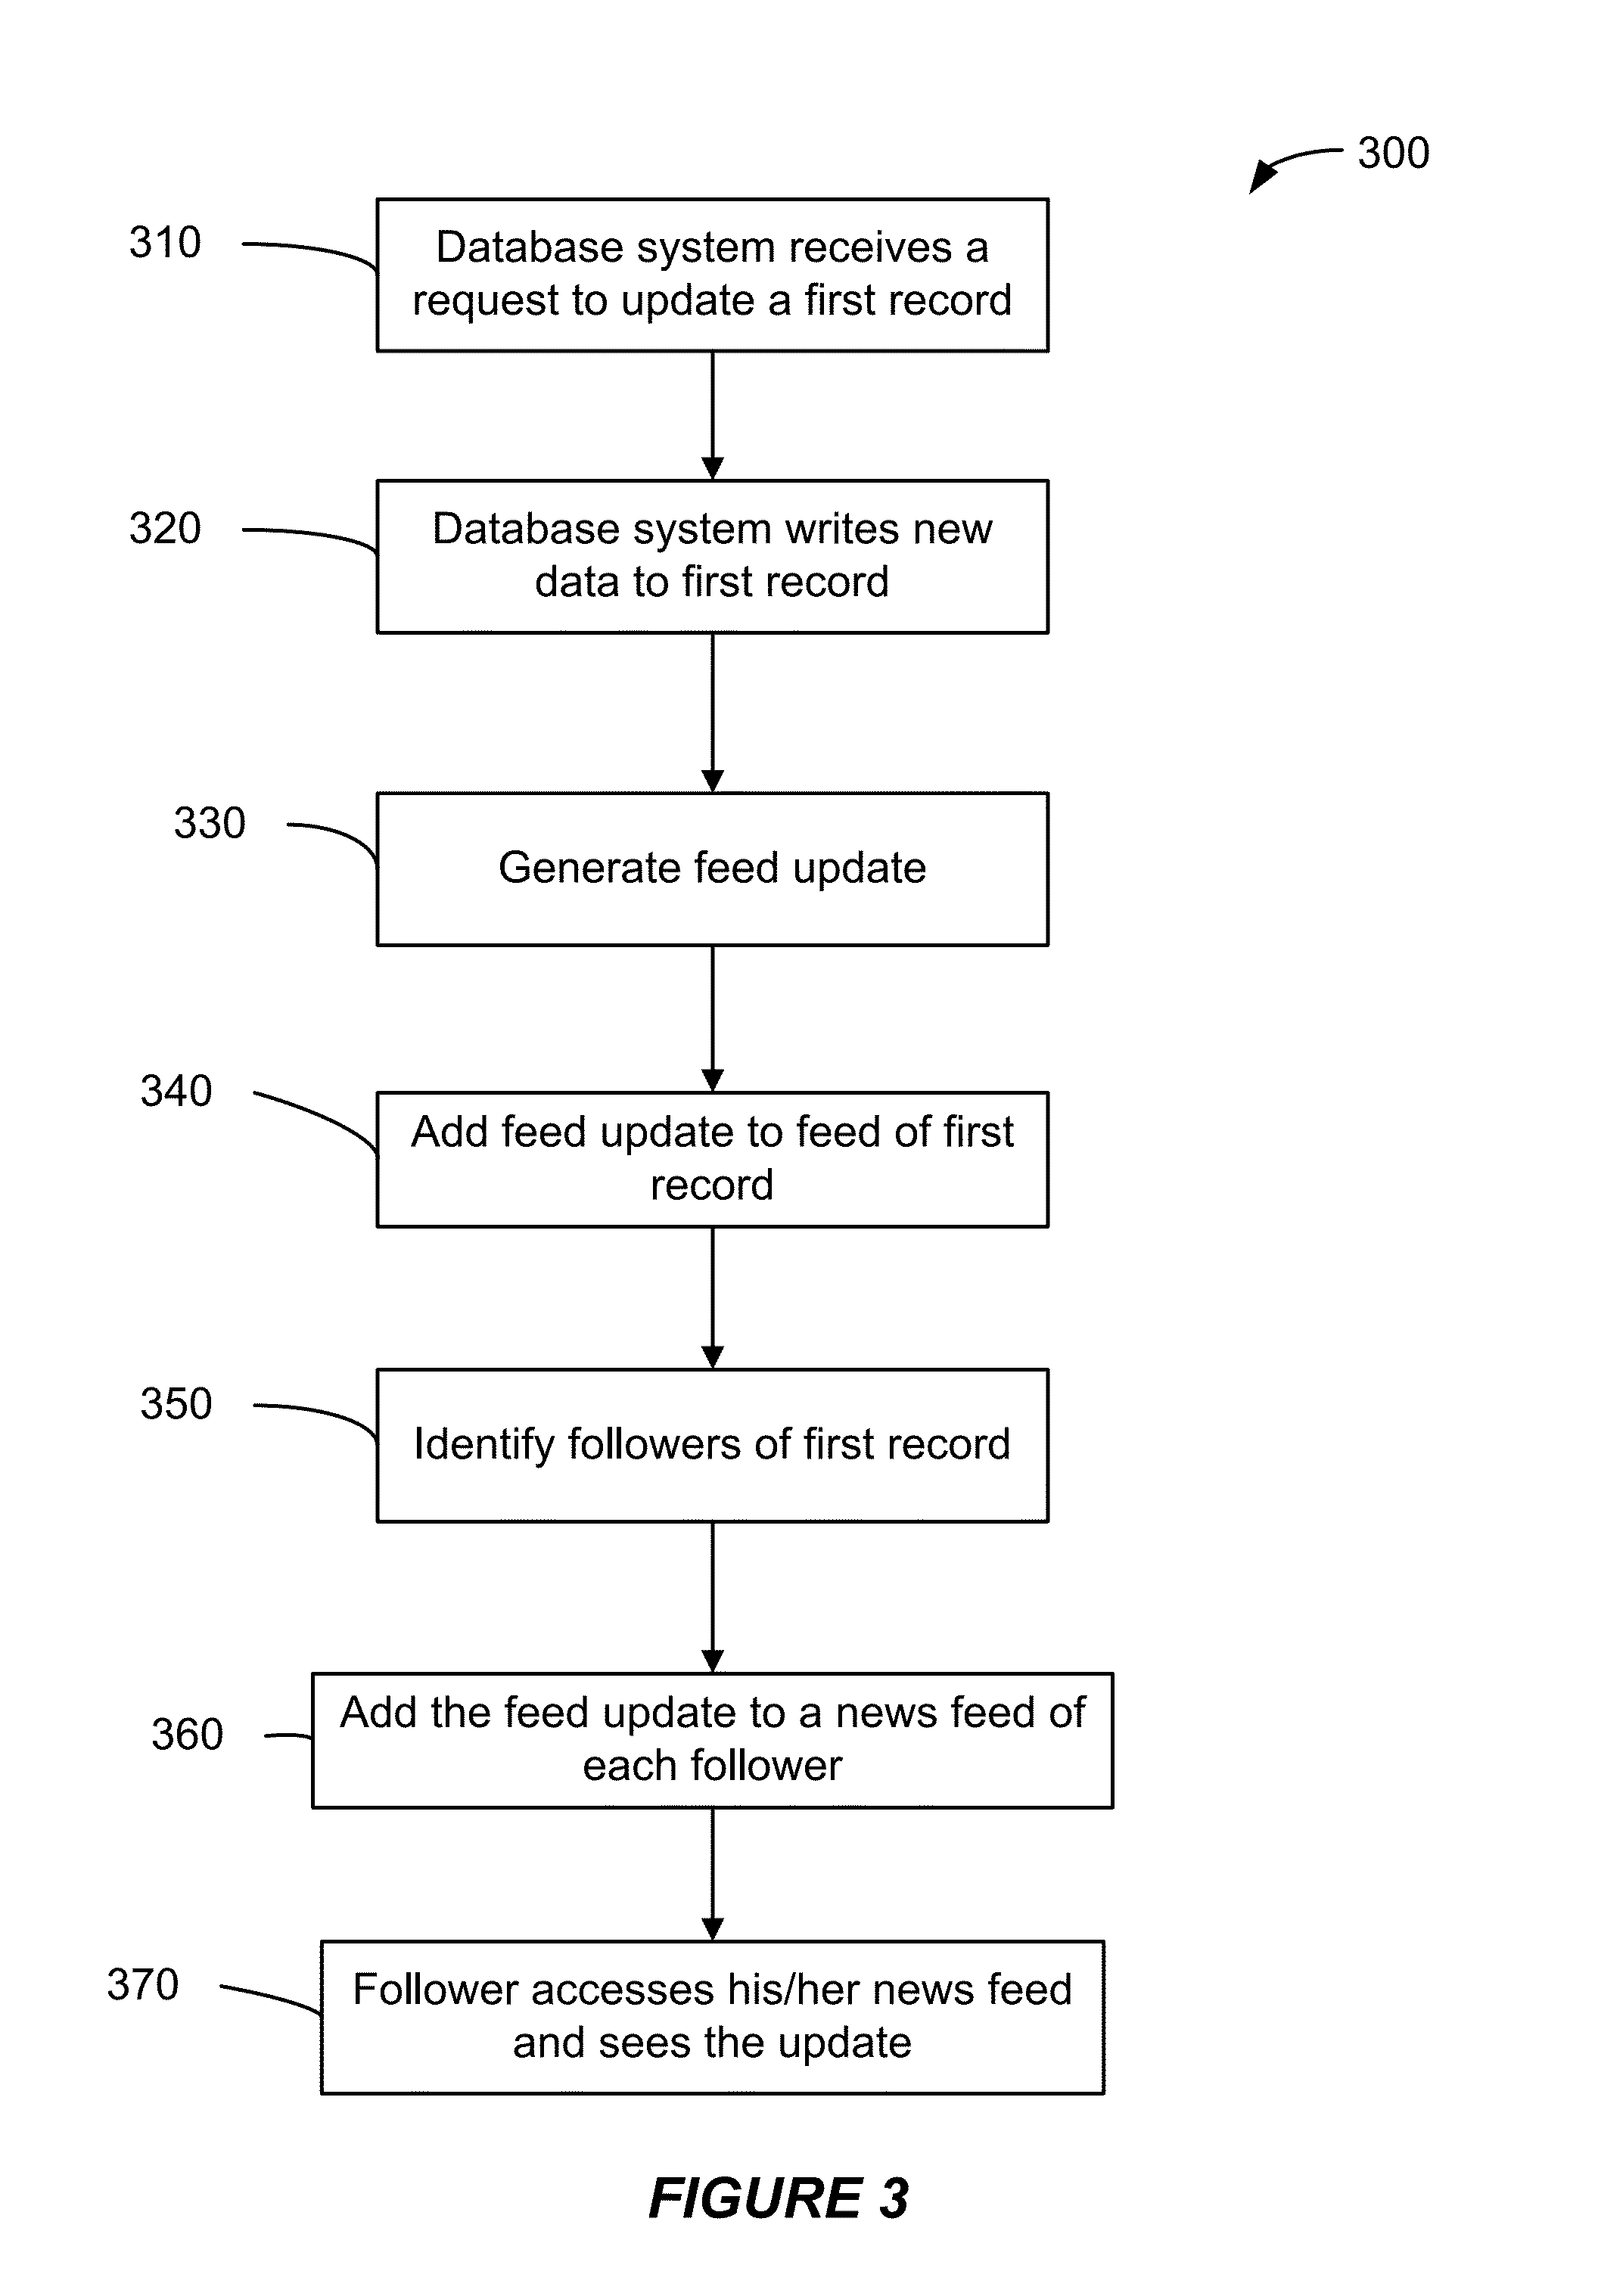 300
310
Database system receives a
request to update a first record
320
Database system writes new
data to first record
330
Generate feed update
340
Add feed update to feed of first
record
350
Identify followers of first record
360
Add the feed update to a news feed of
each follower
370
Follower accesses his/her news feed
and sees the update
FIGURE 3